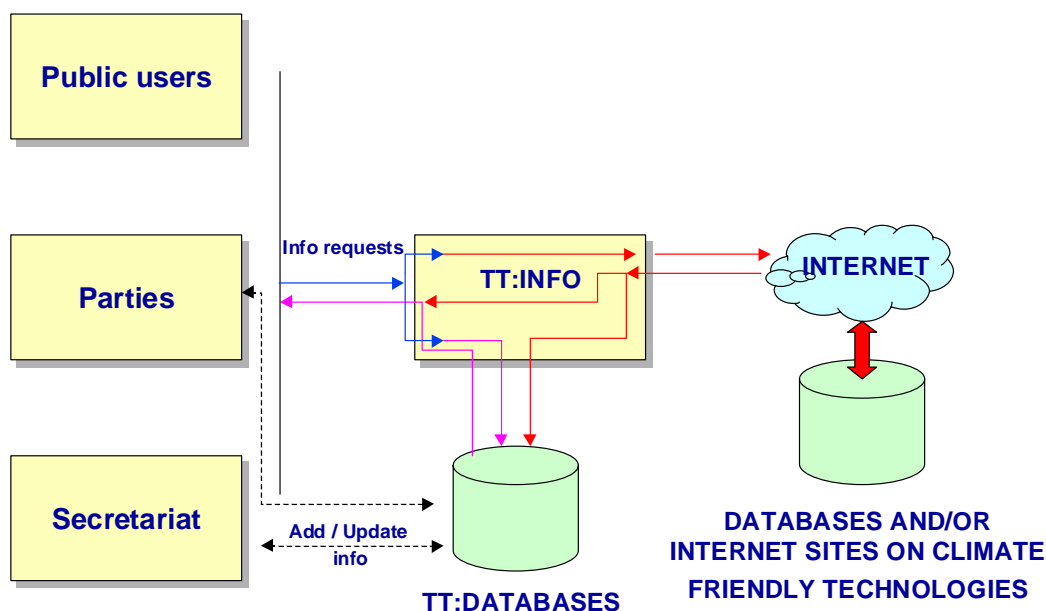 Public users
Info requests
Parties
TT:INFO
INTERNET
Secretariat
Add / Update
info
TT:DATABASES
DATABASES AND/OR
INTERNET SITES ON CLIMATE
FRIENDLY TECHNOLOGIES